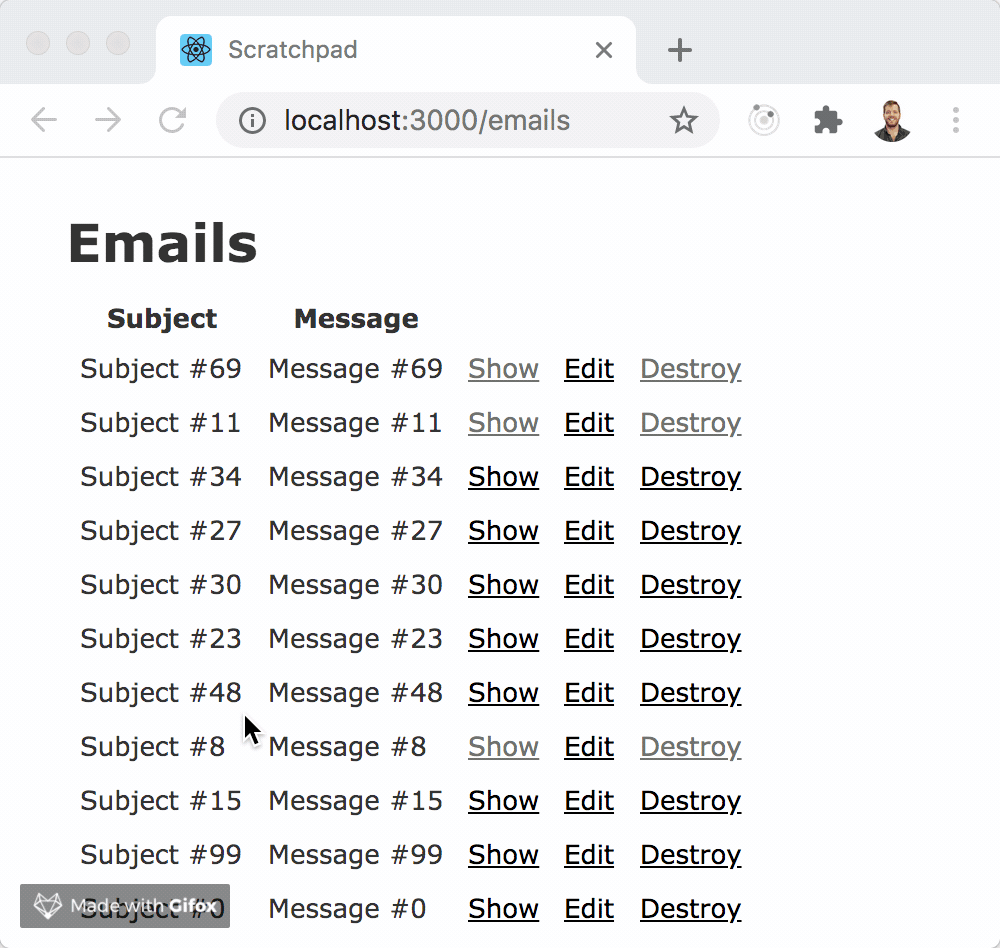 Scratchpad
localhost:3000/emails
Emails
Subject Message
Subject #69 Message #69 Show Edit Destroy
Subject #11 Message #11 Show Edit Destroy
Subject #34 Message #34 Show Edit Destroy
Subject #27 Message #27 Show Edit Destroy
Subject #30 Message #30 Show Edit Destroy
Subject #23 Message #23 Show Edit Destroy
Subject #48 Message #48 Show Edit Destroy
Subject #8 Message #8 Show Edit Destroy
Subject #15 Message #15 Show Edit Destroy
Subject #99 Message #99 Show Edit Destroy
Subject #0 Message #0 Show Edit Destroy
Made with Gifox